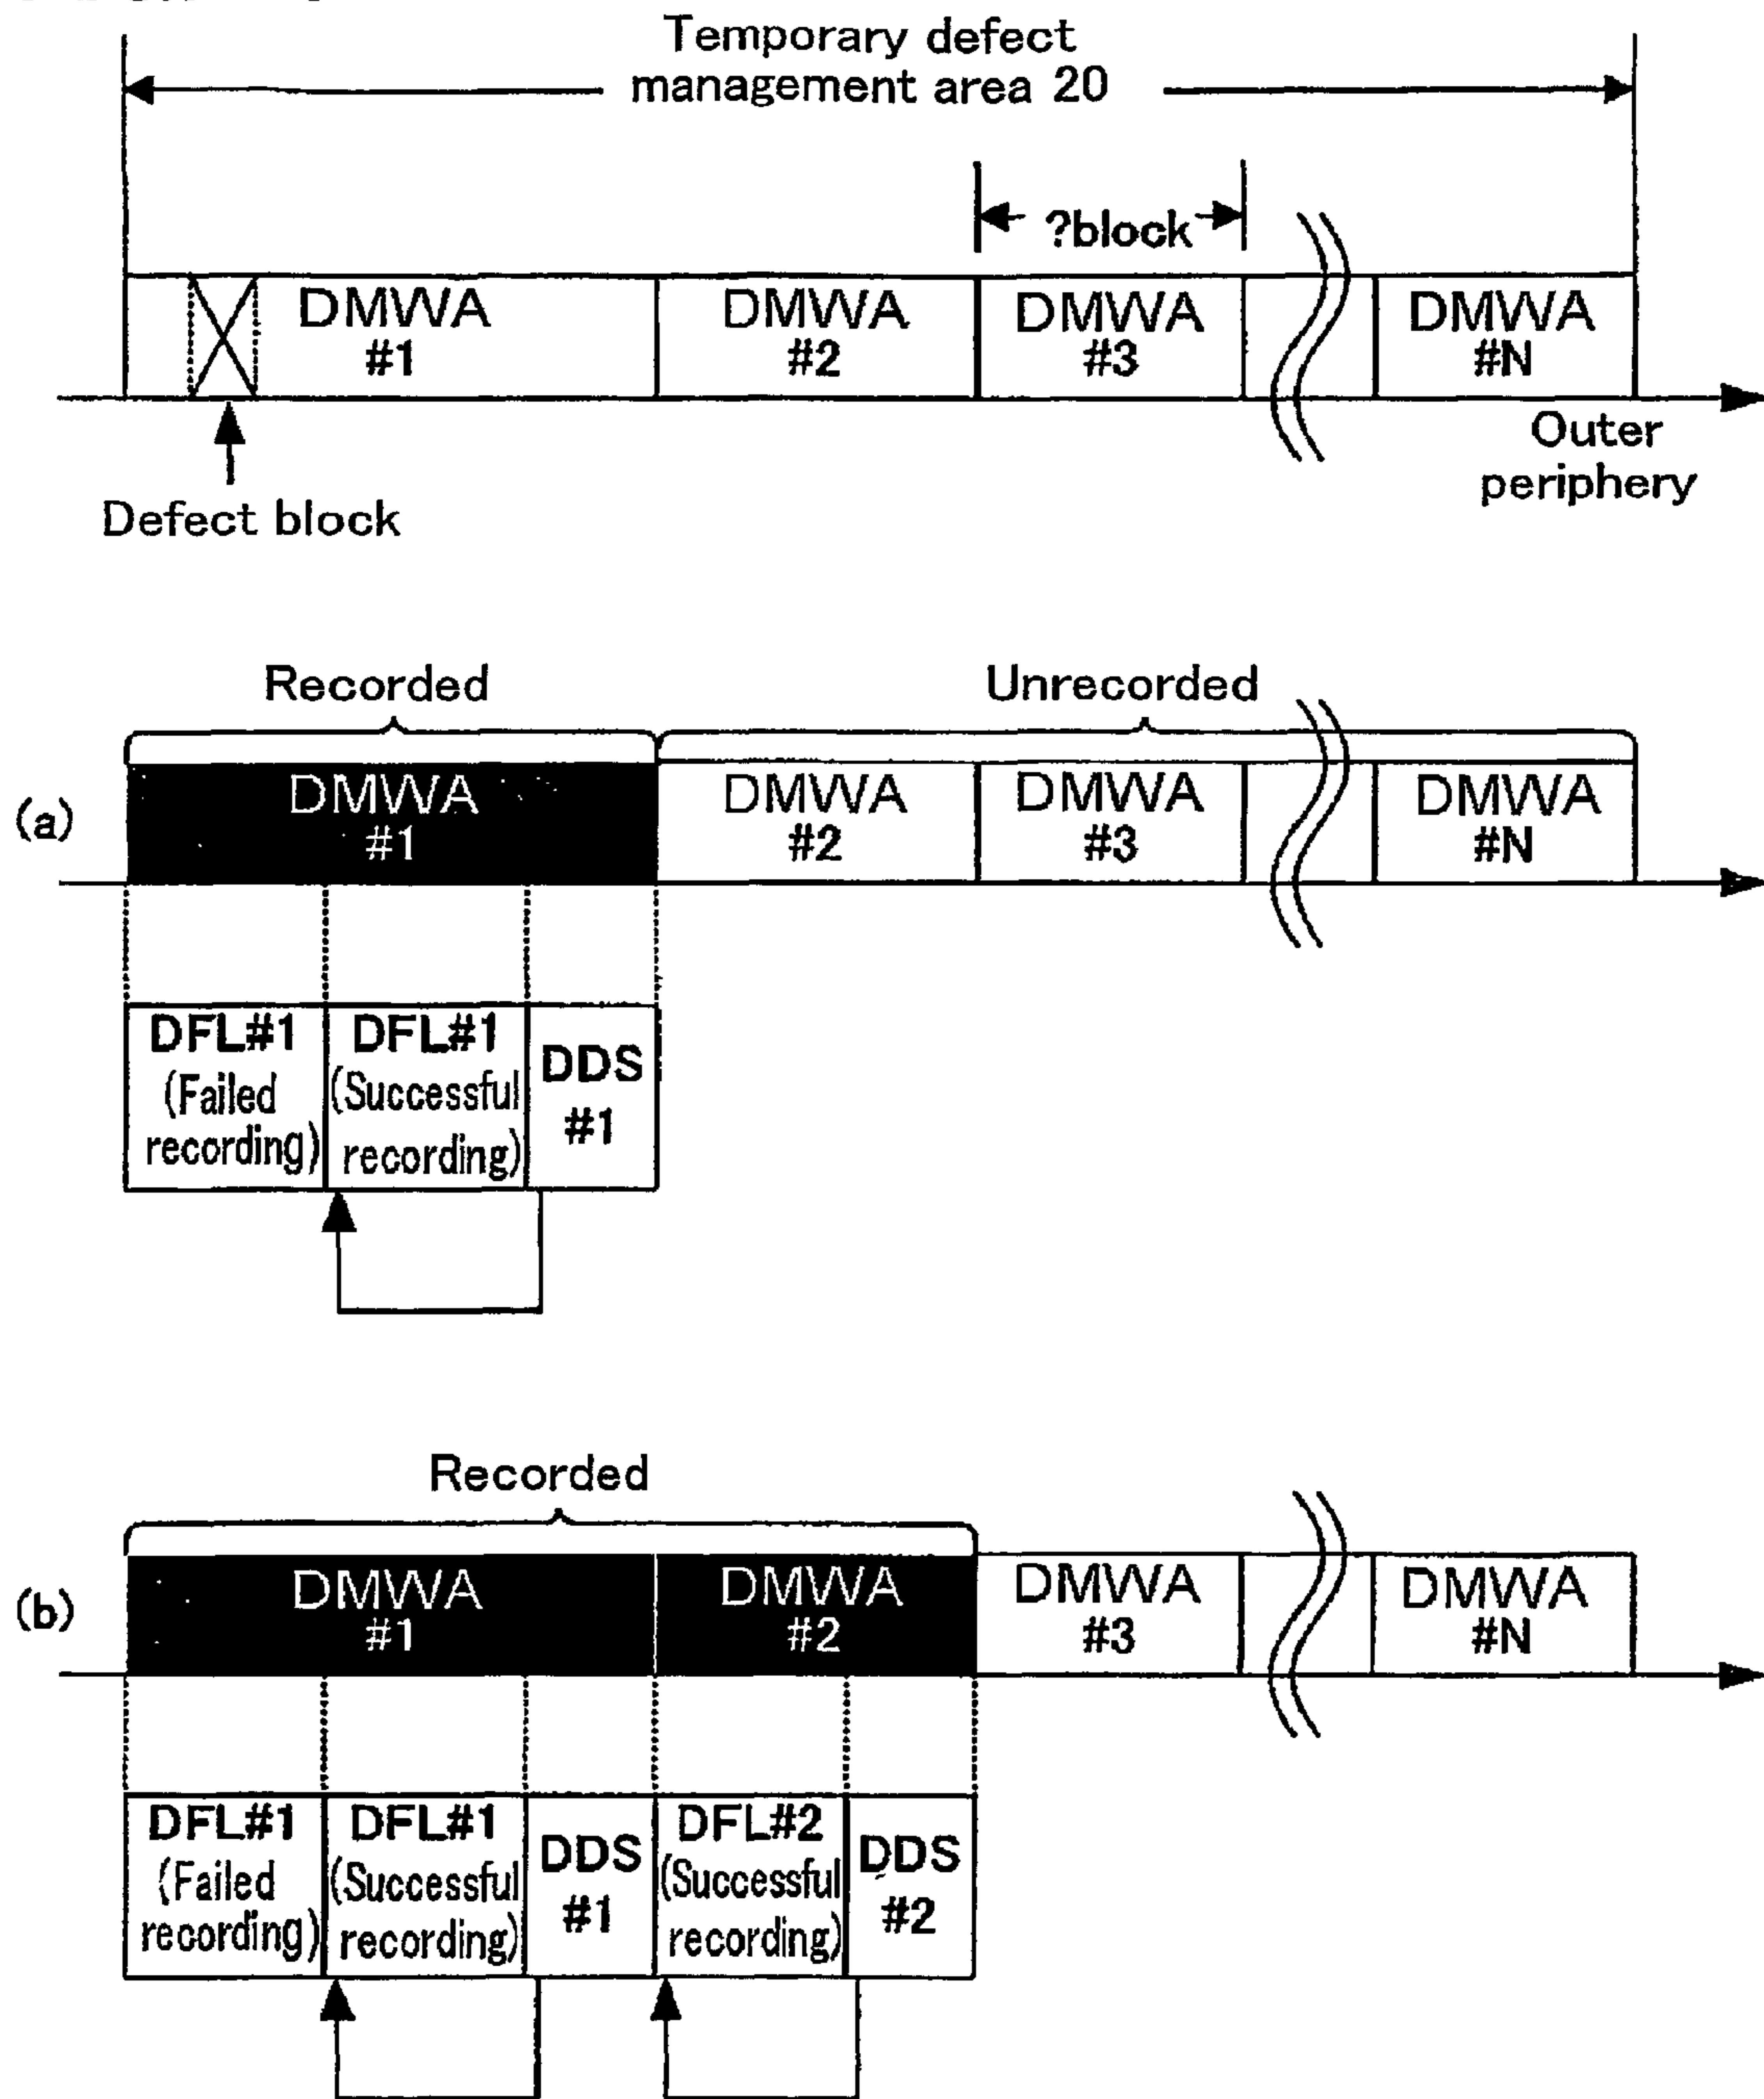 Temporary defect
management area 20
?block
DMWA DMWA DMWA DMWA
#1 #2 #3 #N
Outer
periphery
Defect block
Recorded Unrecorded
(a)
DMWA DMWA DMWA DMWA
#1 #2 #3 #N
DFL#1 DFL#1 DDS
(Failed (Successful #1
recording) recording)
Recorded
(b)
DMWA DMWA DMWA DMWA
#1 #2 #3 #N
DFL#1 DFL#1 DDS DFL#2 DDS
(Failed (Successful #1 (Successful #2
recording) recording) recording)